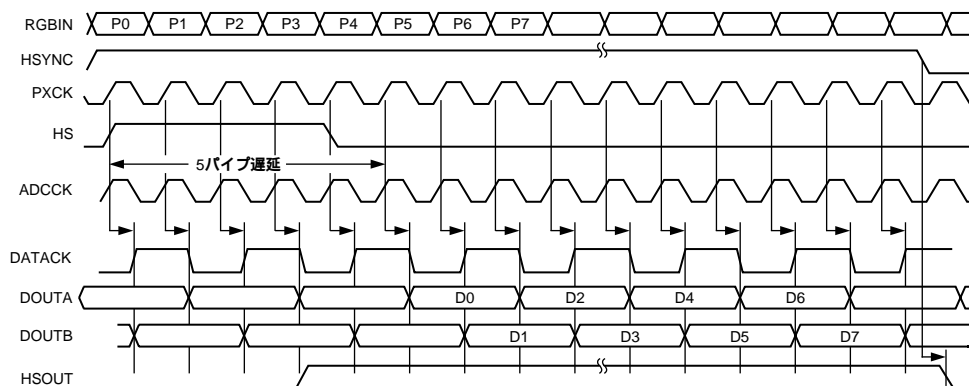 RGBIN P0 P1 P2 P3 P4 P5 P6 P7
HSYNC
PXCK
HS
5パイプ遅延
ADCCK
DATACK
DOUTA D0 D2 D4 D6
DOUTB D1 D3 D5 D7
HSOUT